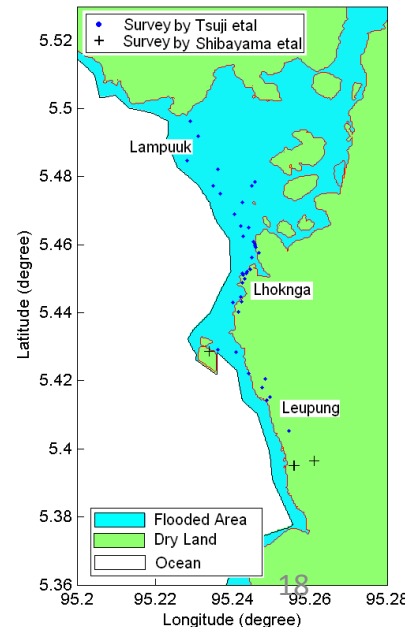 Survey by Tsuji etal
Survey by Shibayama etal
Lampuuk
Lhoknga
Leupung
Flooded Area
Dry Land
Ocean
Latitude (degree)
5.52
5.5
5.48
5.46
5.44
5.42
5.4
5.38
5.36
95.2
95.22
95.24
95.26
95.28
Longitude (degree)
18